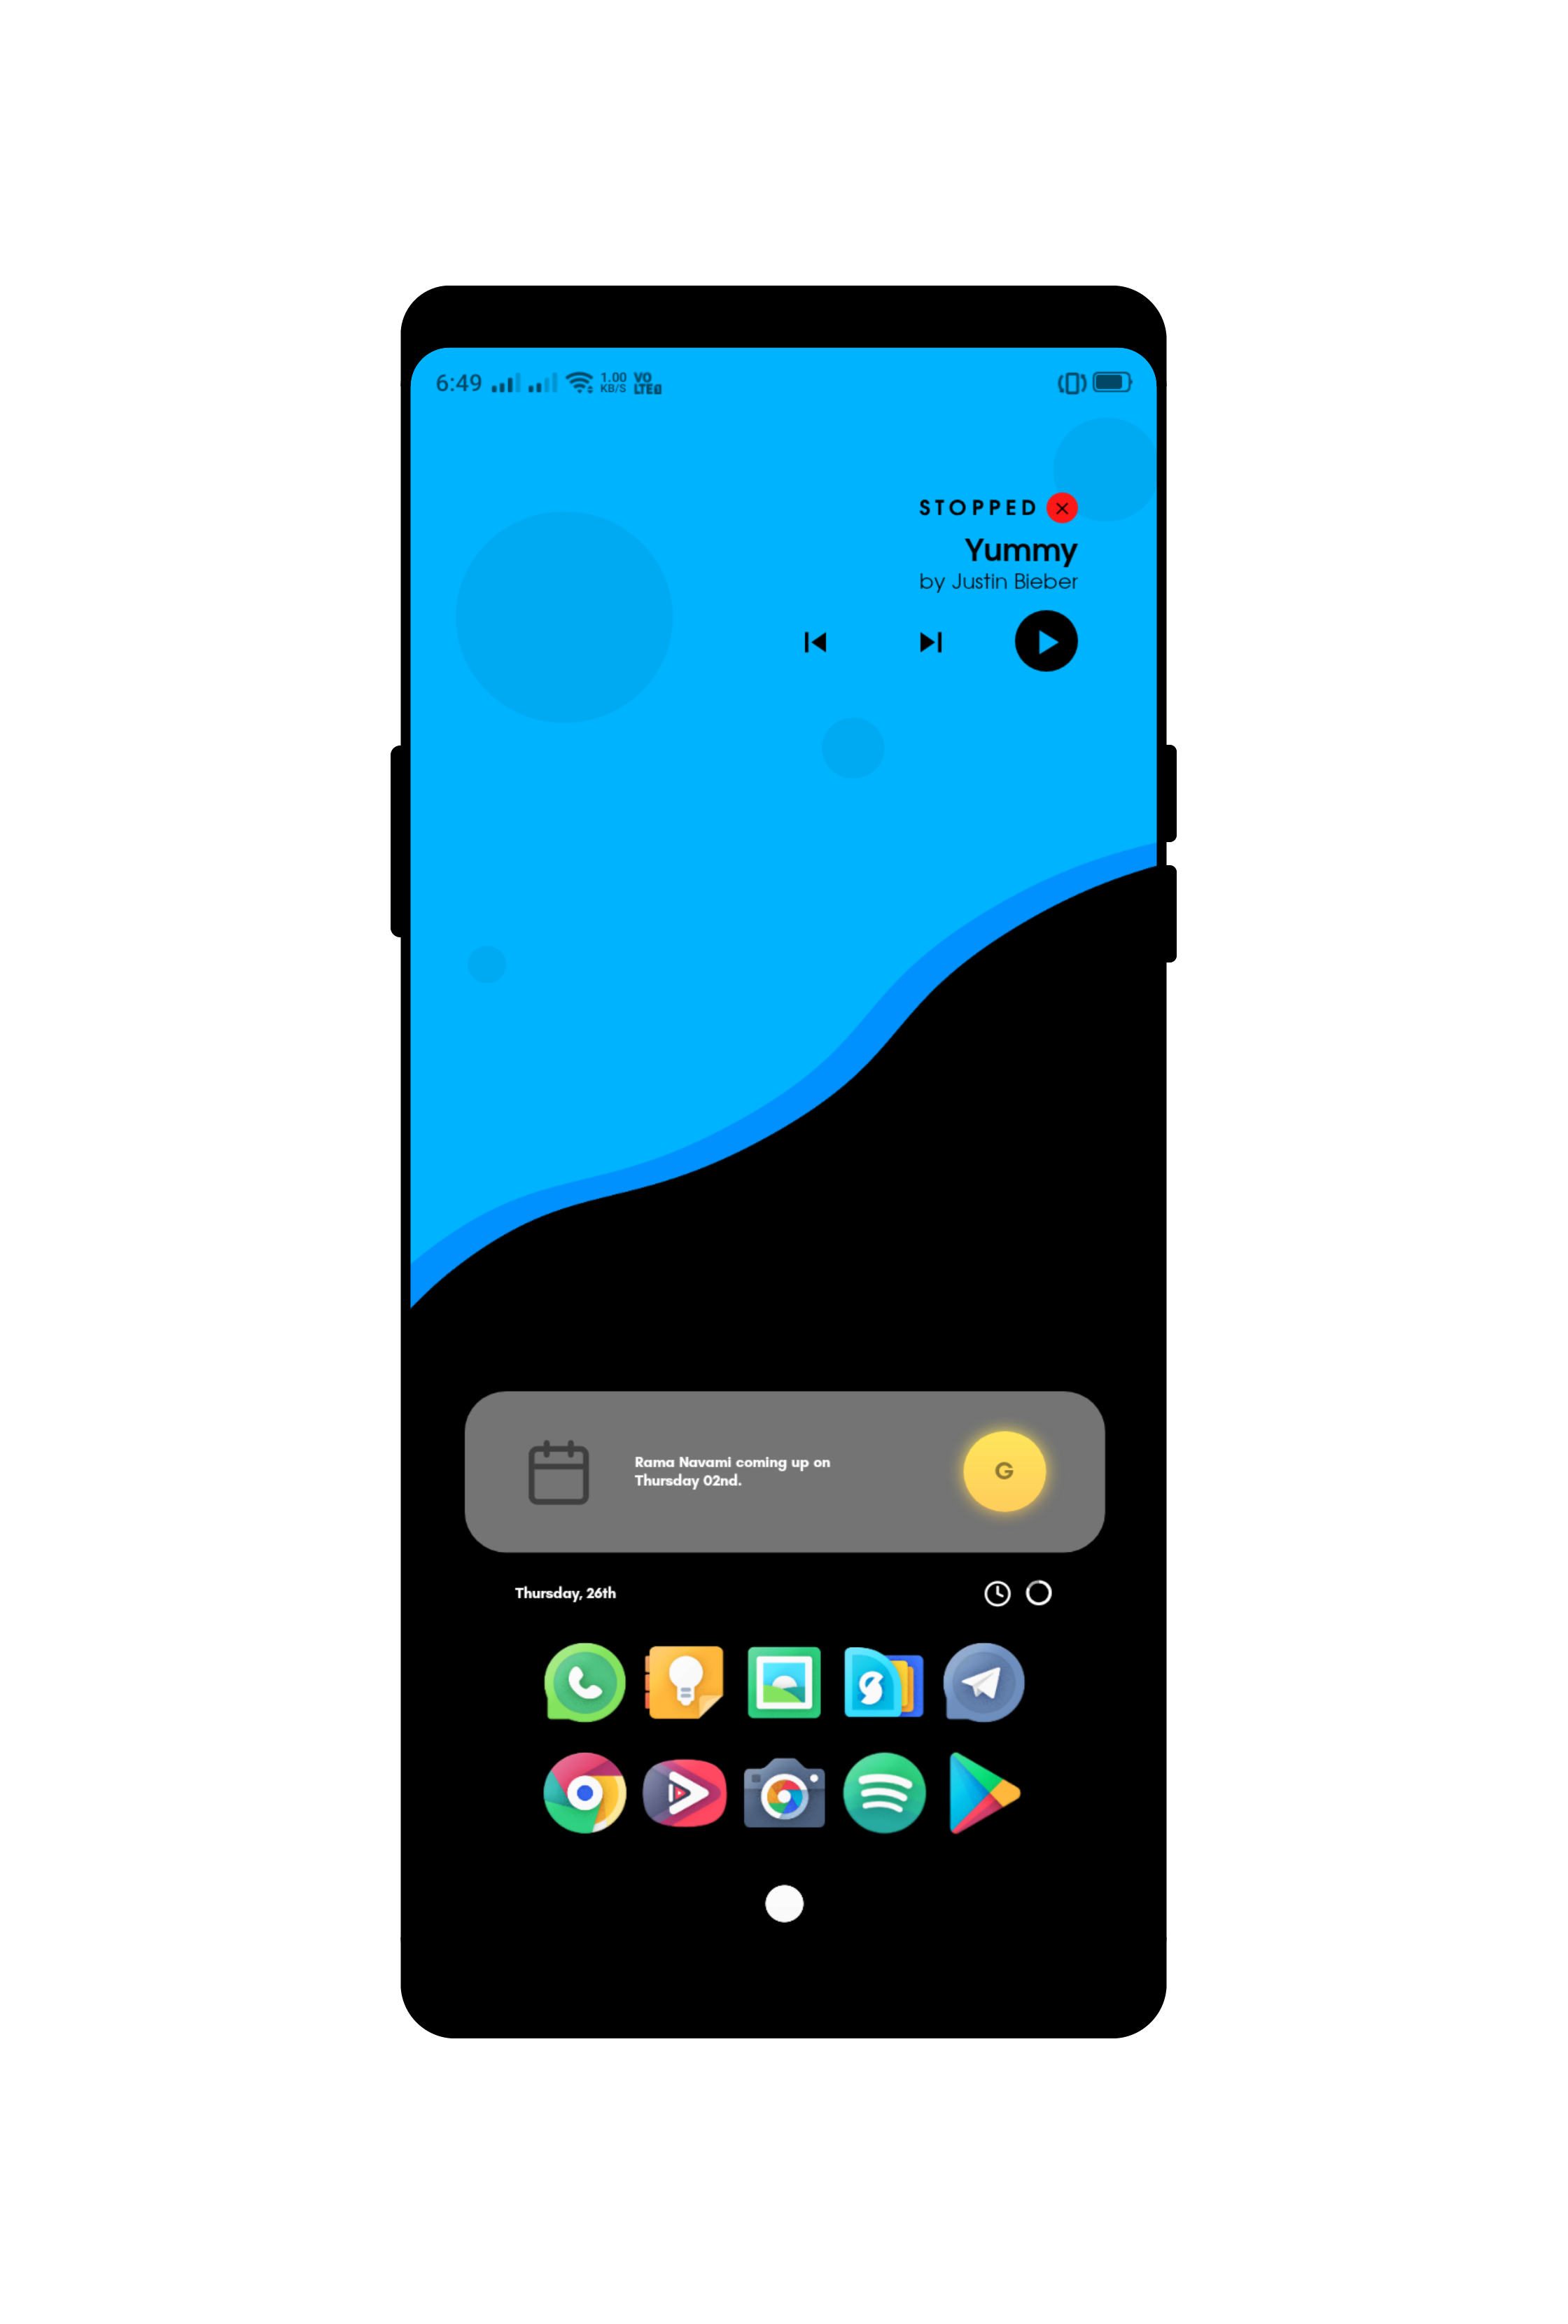 6:49 1.00 KB/S VO LTE
STOPPED
Yummy
by Justin Bieber
Rama Navami coming up on
Thursday 02nd.
G
Thursday, 26th